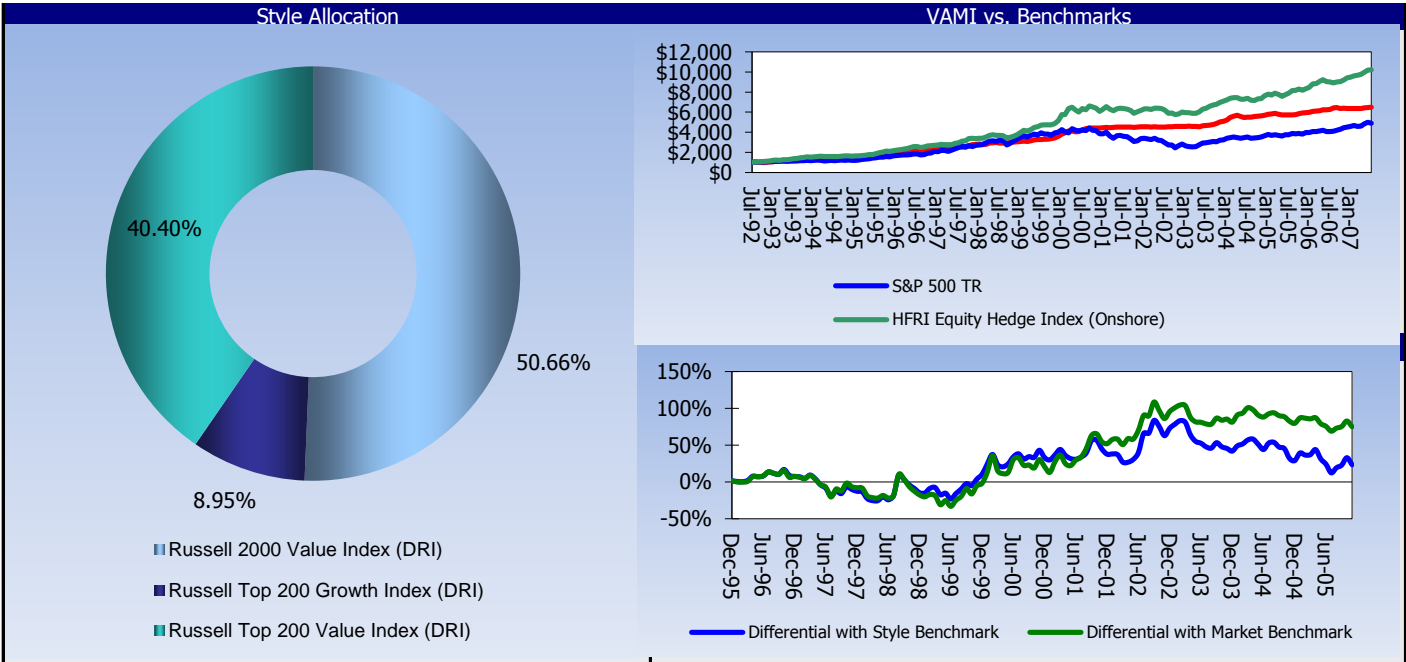 Style Allocation
40.40%
50.66%
8.95%
Russell 2000 Value Index (DRI)
Russell Top 200 Growth Index (DRI)
Russell Top 200 Value Index (DRI)
VAMI vs. Benchmarks
$12,000
$10,000
$8,000
$6,000
$4,000
$2,000
$0
Jul-92
Jan-93
Jul-93
Jan-94
Jul-94
Jan-95
Jul-95
Jan-96
Jul-96
Jan-97
Jul-97
Jan-98
Jul-98
Jan-99
Jul-99
Jan-00
Jul-00
Jan-01
Jul-01
Jan-02
Jul-02
Jan-03
Jul-03
Jan-04
Jul-04
Jan-05
Jul-05
Jan-06
Jul-06
Jan-07
S&P 500 TR
HFRI Equity Hedge Index (Onshore)
150%
100%
50%
0%
-50%
Dec-95
Jun-96
Dec-96
Jun-97
Dec-97
Jun-98
Dec-98
Jun-99
Dec-99
Jun-00
Dec-00
Jun-01
Dec-01
Jun-02
Dec-02
Jun-03
Dec-03
Jun-04
Dec-04
Jun-05
Differential with Style Benchmark
Differential with Market Benchmark